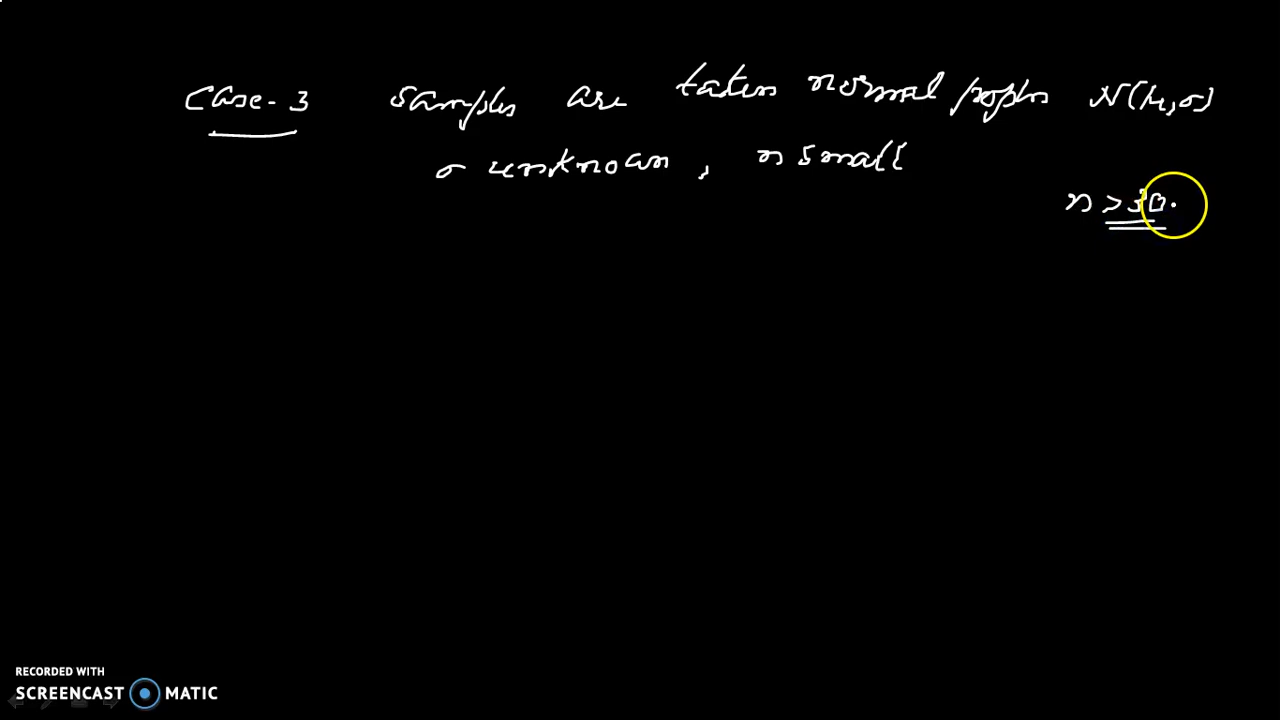 Case-3 samples are taken normal popln N(μ,σ)
σ unknown, n small
n >30.
RECORDED WITH
SCREENCAST MATIC